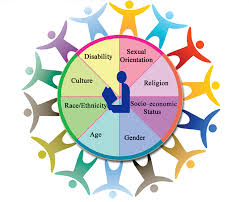 Disability
Sexual
Orientation
Culture
Religion
Race/Ethnicity
Socio-economic
Status
Age
Gender